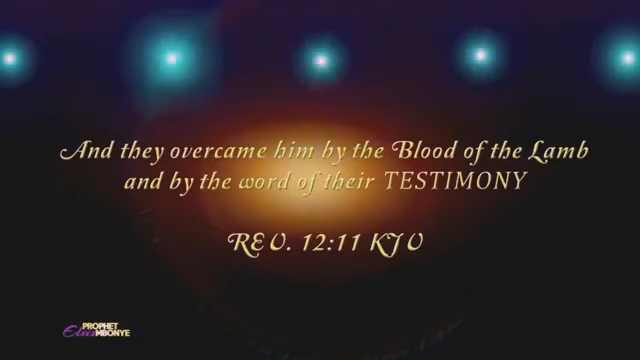 And they overcame him by the Blood of the Lamb
and by the word of their TESTIMONY
REV. 12:11 KJV
PROPHET
Elvis MBONYE